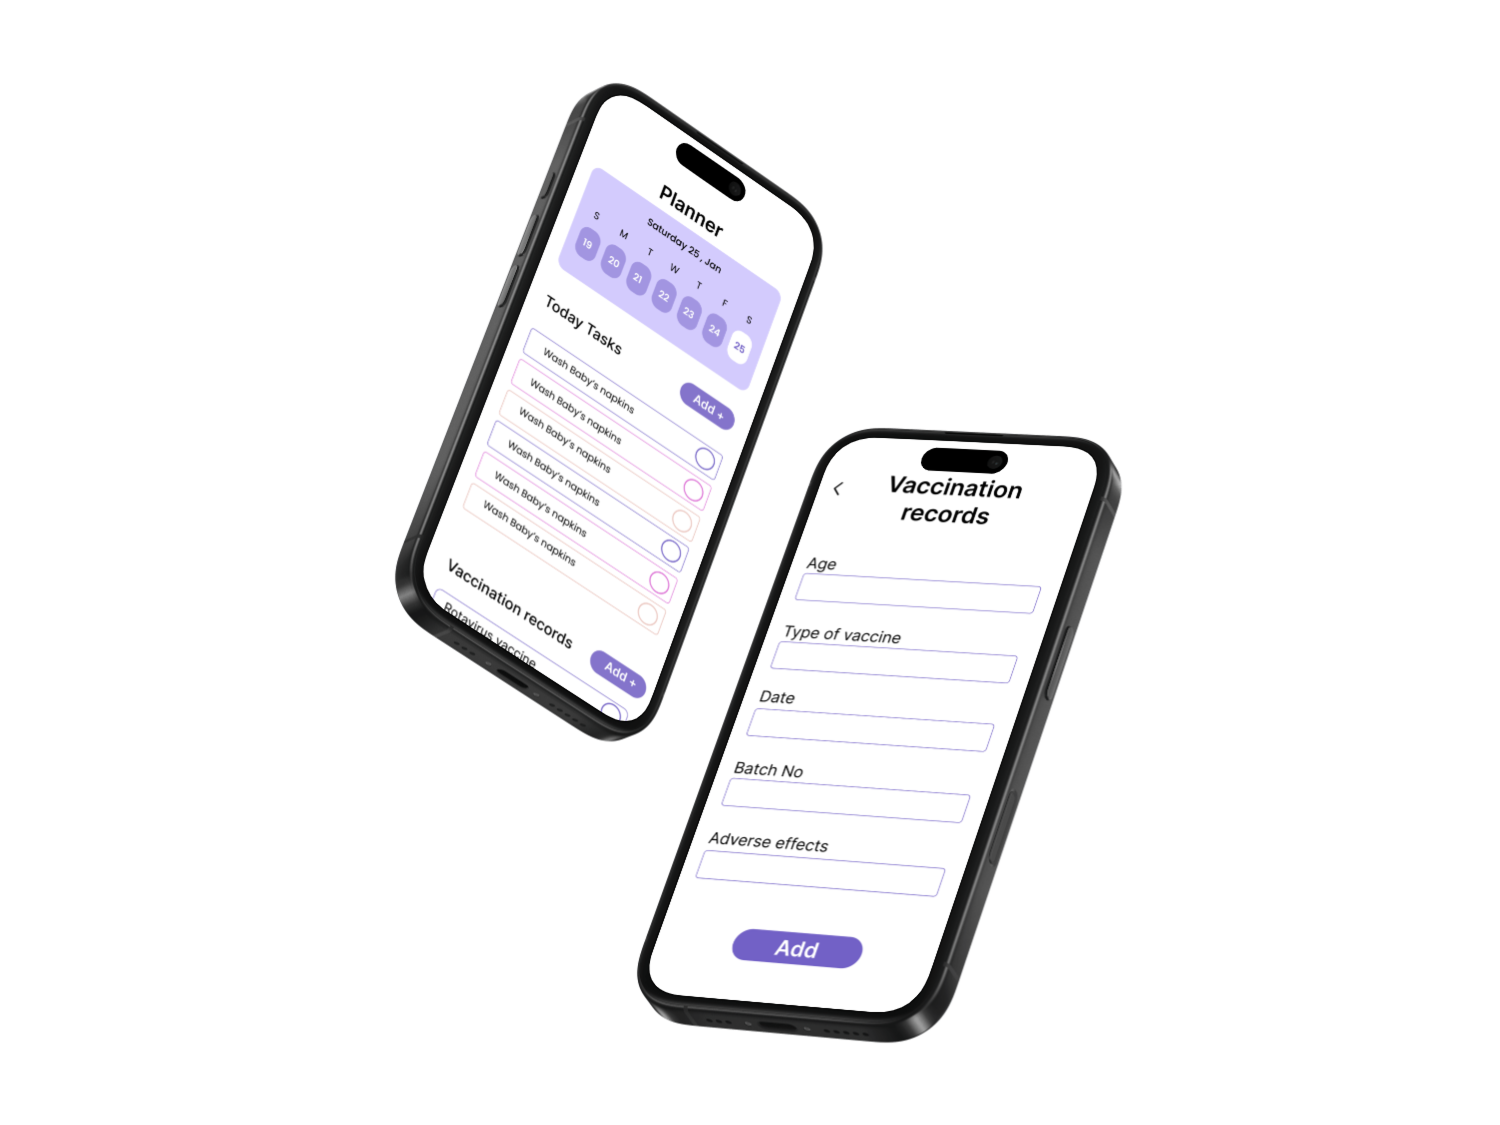 Planner
Saturday 25 , Jan
S M T W T F S
19 20 21 22 23 24 25
Today Tasks
Add +
Wash Baby's napkins
Wash Baby's napkins
Wash Baby's napkins
Wash Baby's napkins
Wash Baby's napkins
Wash Baby's napkins
Vaccination records
Add +
Rotavirus vaccine
Vaccination
records
Age
Type of vaccine
Date
Batch No
Adverse effects
Add